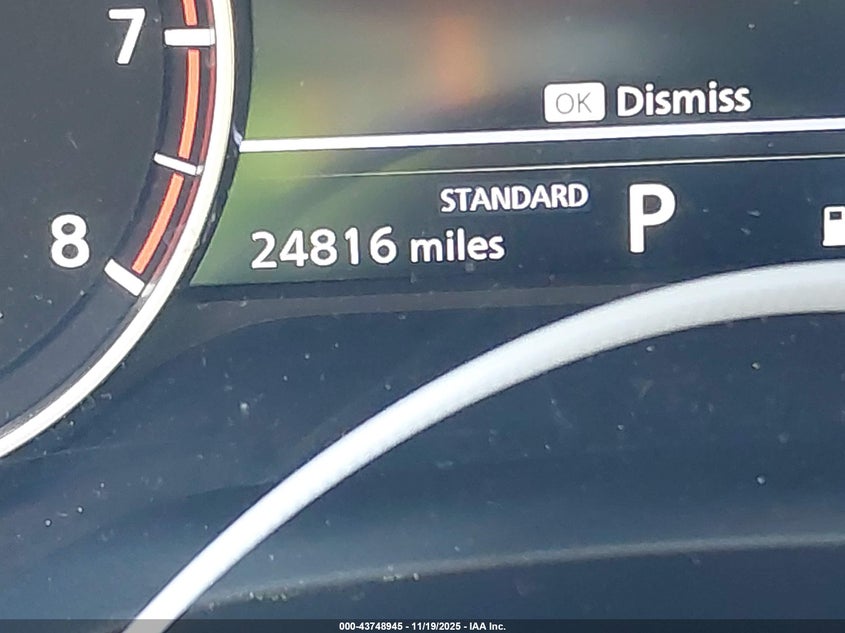 7
OK Dismiss
STANDARD P
8
24816 miles
000-43748945 - 11/19/2025 - IAA Inc.